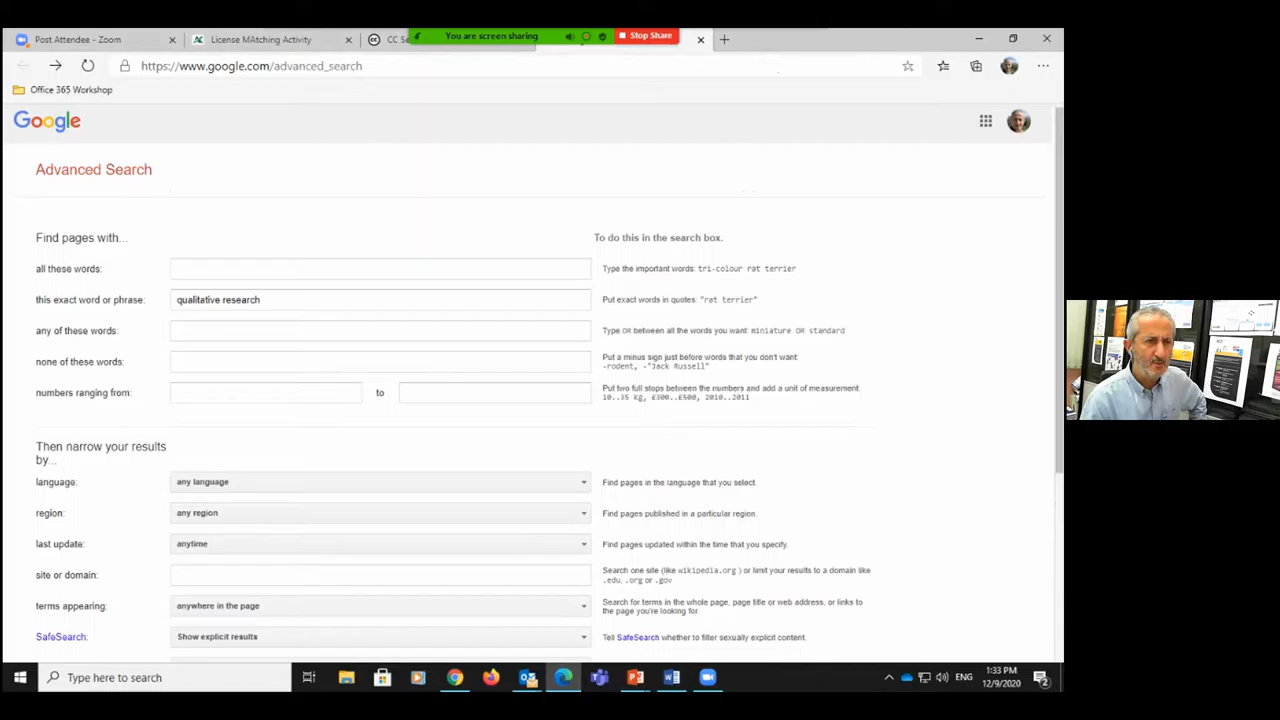 Post Attendee - Zoom
License MAtching Activity
CC Se
You are screen sharing
Stop Share
https://www.google.com/advanced_search
Office 365 Workshop
Google
Advanced Search
Find pages with...
To do this in the search box.
all these words:
Type the important words: tri-colour rat terrier
this exact word or phrase:
qualitative research
Put exact words in quotes: "rat terrier"
any of these words:
Type OR between all the words you want: miniature OR standard
none of these words:
Put a minus sign just before words that you don't want:
-rodent, -"Jack Russell"
numbers ranging from:
to
Put two full stops between the numbers and add a unit of measurement:
10..35 kg, £300..£500, 2010..2011
Then narrow your results
by...
language:
any language
Find pages in the language that you select.
region:
any region
Find pages published in a particular region.
last update:
anytime
Find pages updated within the time that you specify.
site or domain:
Search one site (like wikipedia.org ) or limit your results to a domain like
.edu, .org or .gov
terms appearing:
anywhere in the page
Search for terms in the whole page, page title or web address, or links to
the page you're looking for.
SafeSearch:
Show explicit results
Tell SafeSearch whether to filter sexually explicit content.
Type here to search
ENG
1:33 PM
12/9/2020
2